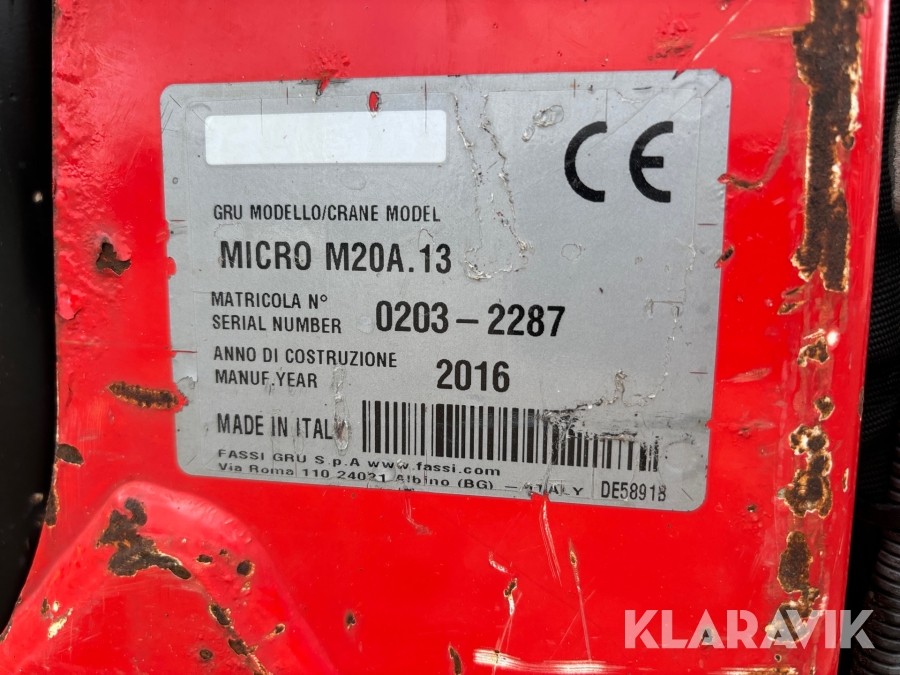 CE
GRU MODELLO/CRANE MODEL
MICRO M20A.13
MATRICOLA N°
SERIAL NUMBER 0203-2287
ANNO DI COSTRUZIONE
MANUF.YEAR 2016
MADE IN ITALY
FASSI GRU S.p.A www.fassi.com
Via Roma 110 24021 Albino (BG) - ITALY DE5891B
KLARAVIK